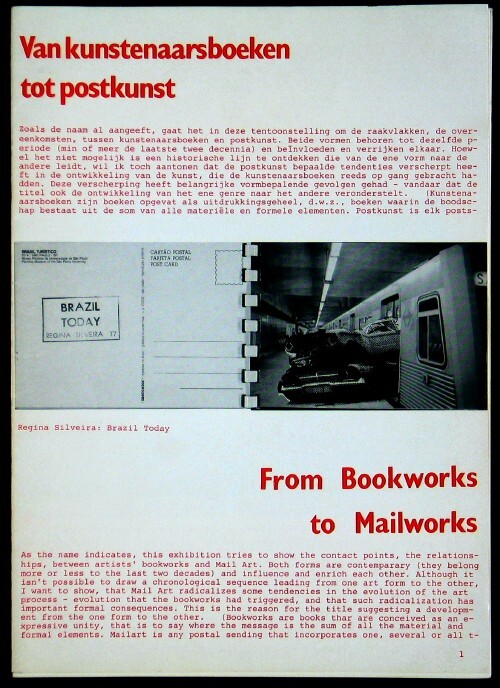 Van kunstenaarsboeken
tot postkunst
Zoals de naam al aangeeft, gaat het in deze tentoonstelling om de raakvlakken, de over-
eenkomsten, tussen kunstenaarsboeken en postkunst. Beide vormen behoren tot dezelfde p-
eriode (min of meer de laatste twee decennia) en beïnvloeden en verrijken elkaar. Hoew-
el het niet mogelijk is een historische lijn te ontdekken die van de ene vorm naar de
andere leidt, wil ik toch aantonen dat de postkunst bepaalde tendenties verscherpt hee-
ft in de ontwikkeling van de kunst, die de kunstenaarsboeken reeds op gang gebracht ha-
dden. Deze verscherping heeft belangrijke vormbepalende gevolgen gehad - vandaar dat de
titel ook de ontwikkeling van het ene genre naar het andere veronderstelt. (Kunstena-
arsboeken zijn boeken opgevat als uitdrukkingsgeheel, d.w.z., boeken waarin de boodsc-
hap bestaat uit de som van alle materiële en formele elementen. Postkunst is elk posts-
BRASIL TURÍSTICO
CARTÃO POSTAL
TARJETA POSTAL
POST CARD
BRAZIL
TODAY
REGINA SILVEIRA 77
S
Regina Silveira: Brazil Today
From Bookworks
to Mailworks
As the name indicates, this exhibition tries to show the contact points, the relations-
hips, between artists' bookworks and Mail Art. Both forms are contemparary (they belong
more or less to the last two decades) and influence and enrich each other. Although it
isn't possible to draw a chronological sequence leading from one art form to the other,
I want to show, that Mail Art radicalizes some tendencies in the evolution of the art
process - evolution that the bookworks had triggered, and that such radicalization has
important formal consequences. This is the reason for the title suggesting a developm-
ent from the one form to the other. (Bookworks are books thar are conceived as an e-
xpressive unity, that is to say where the message is the sum of all the material and
formal elements. Mailart is any postal sending that incorporates one, several or all t-
1